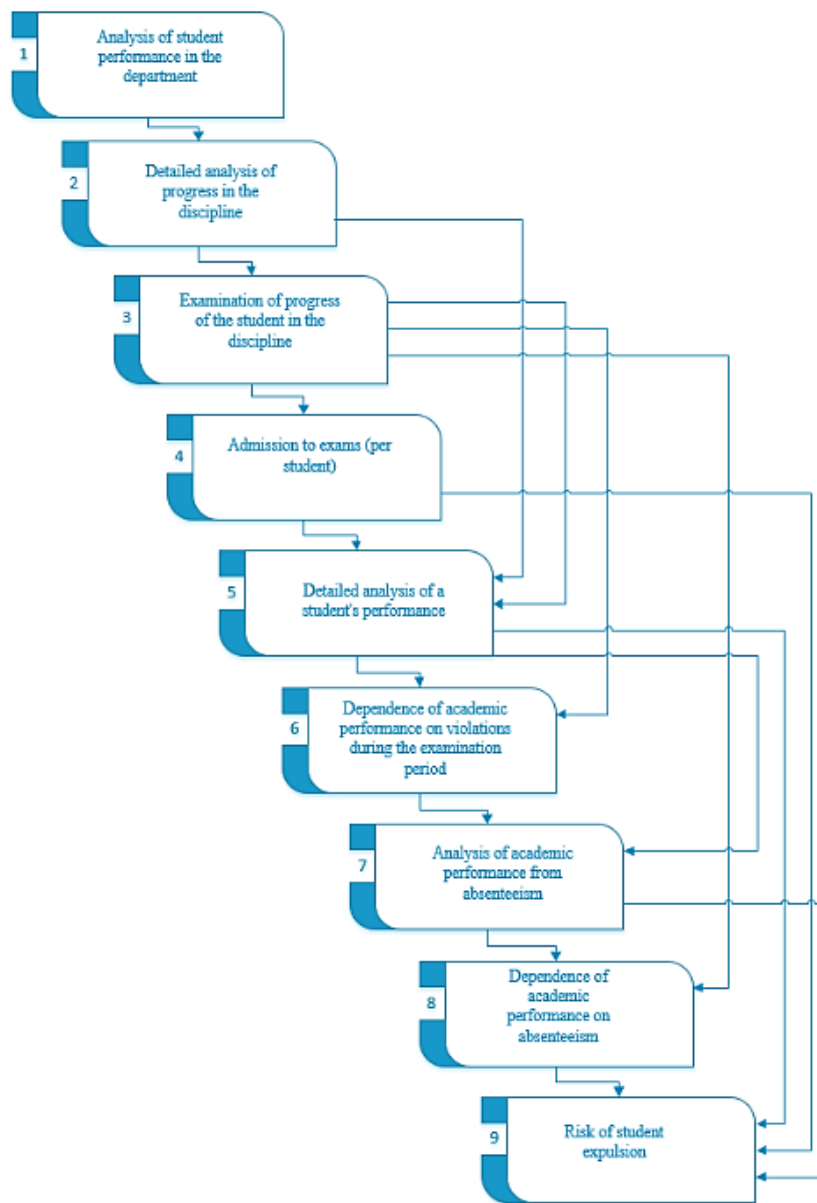 1
Analysis of student
performance in the
department
2
Detailed analysis of
progress in the
discipline
3
Examination of progress
of the student in the
discipline
4
Admission to exams (per
student)
5
Detailed analysis of a
student's performance
6
Dependence of academic
performance on violations
during the examination
period
7
Analysis of academic
performance from
absenteeism
8
Dependence of
academic
performance on
absenteeism
9
Risk of student
expulsion